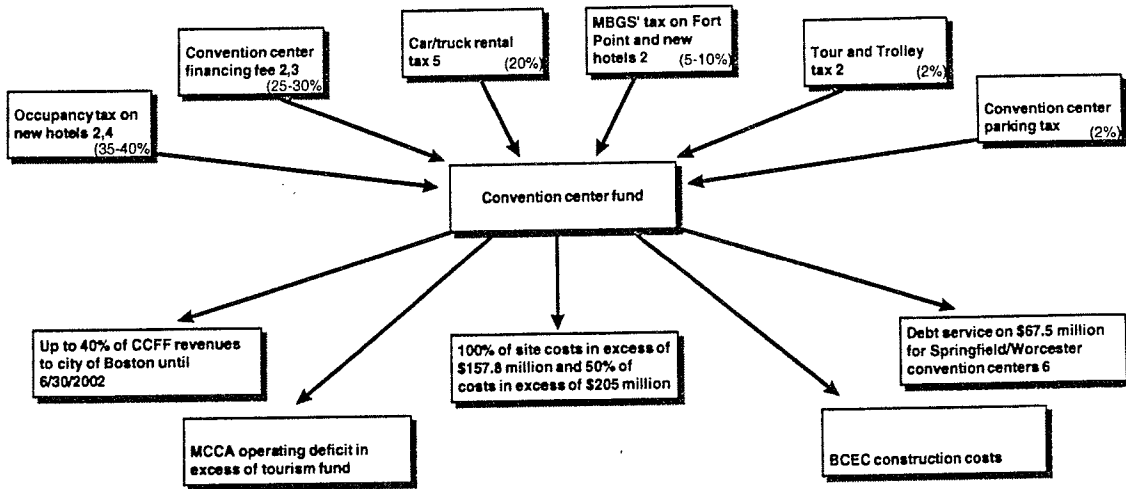 Occupancy tax on
new hotels 2,4
(35-40%
Convention center
financing fee 2,3
(25-30%
Car/truck rental
tax 5 (20%)
MBGS' tax on Fort
Point and new
hotels 2 (5-10%)
Tour and Trolley
tax 2 (2%)
Convention center
parking tax
(2%)
Convention center fund
Up to 40% of CCFF revenues
to city of Boston until
6/30/2002
MCCA operating deficit in
excess of tourism fund
100% of site costs in excess of
$157.8 million and 50% of
costs in excess of $205 million
BCEC construction costs
Debt service on $67.5 million
for Springfield/Worcester
convention centers 6